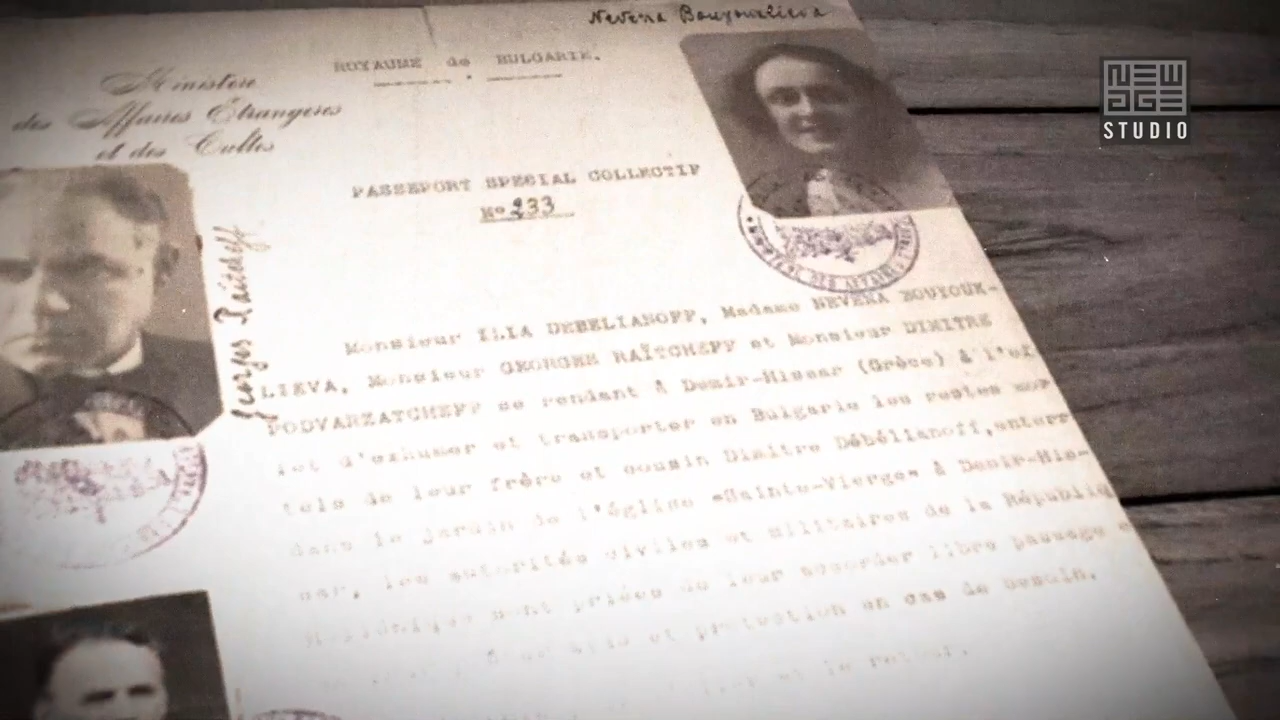 Nevena Bouyouklieva
ROYAUME de BULGARIE.
Ministère
des Affaires Étrangères
et des Cultes
NEW
AGE
STUDIO
PASSEPORT SPECIAL COLLECTIF
No 233
Georges Raïtcheff
Monsieur ILIA DEBELIANOFF, Madame NEVENA BOUYOUK-
LIEVA, Monsieur GEORGES RAÏTCHEFF et Monsieur DIMITRE
PODVARZATCHEFF se rendant à Demir-Hissar (Grèce) à l'ef
fet d'exhumer et transporter en Bulgarie les restes mor
tels de leur frère et cousin Dimitre Débélianoff, enterr
dans le jardin de l'église "Sainte-Vierge" à Demir-His-
sar, les autorités civiles et militaires de la Républiq
Hellénique sont priées de leur accorder libre passage
et protection en cas de besoin.
et le retour.